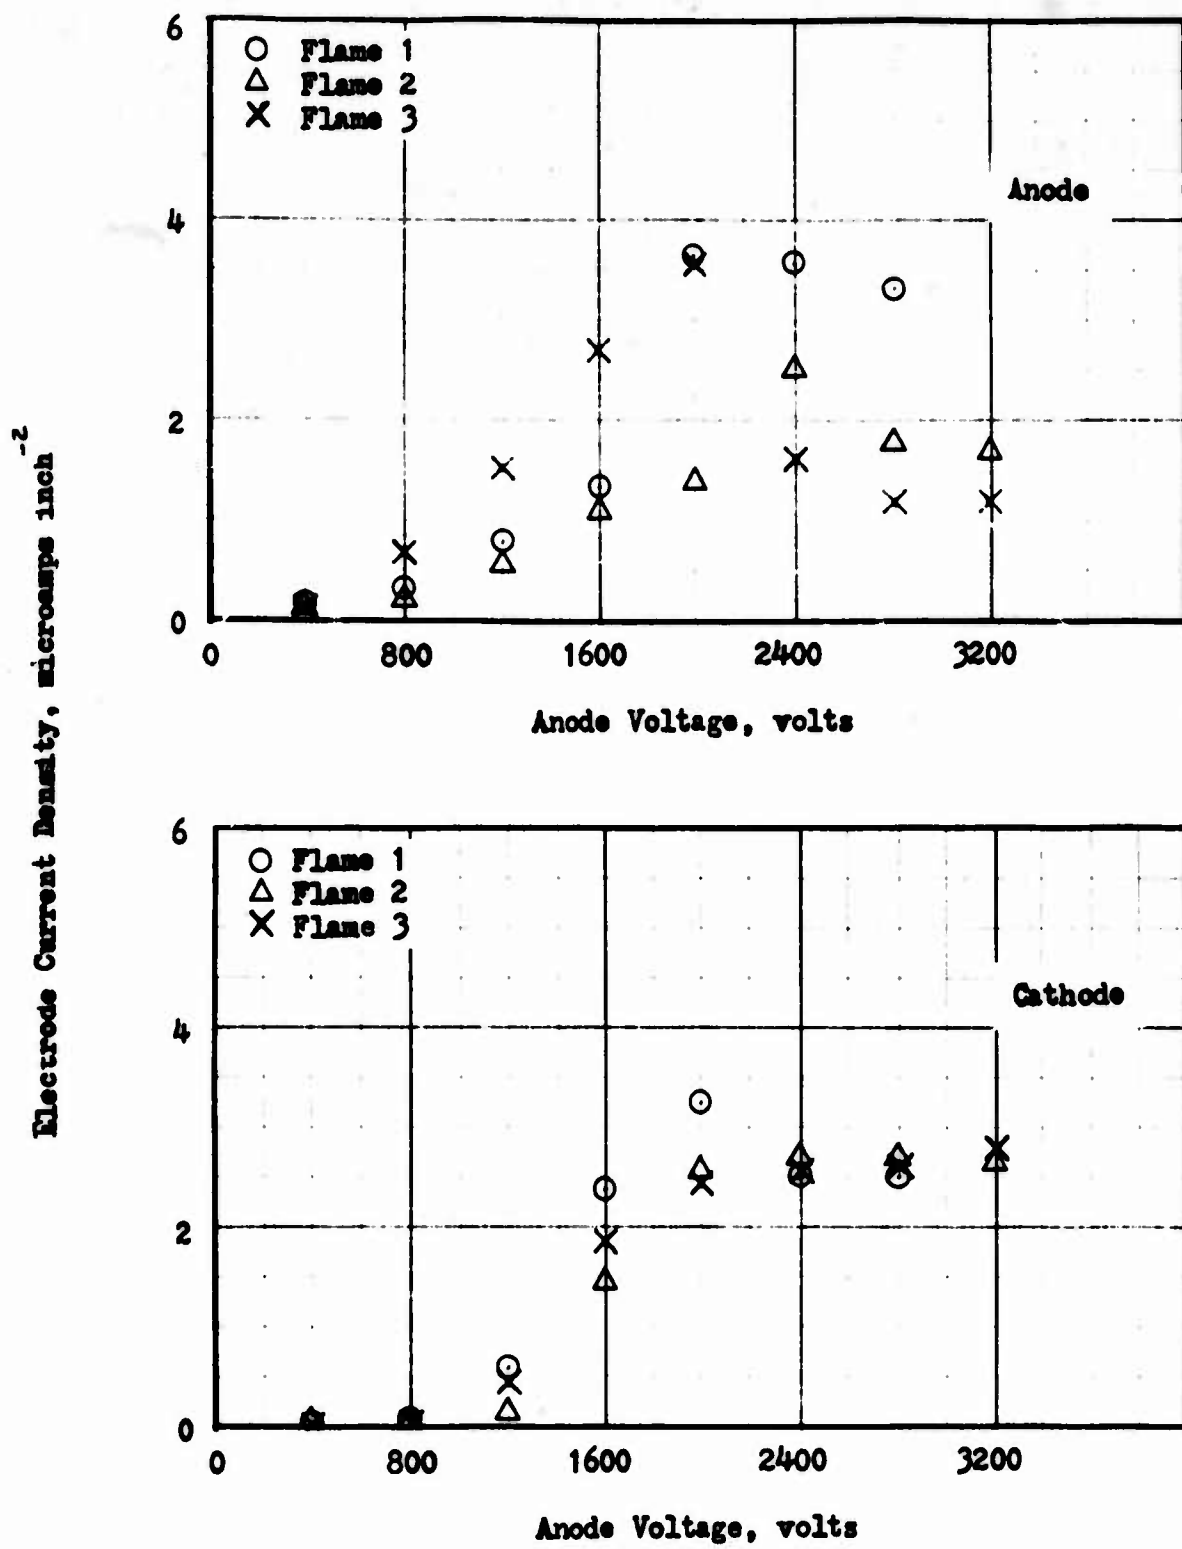 6
Flame 1
Flame 2
Flame 3
Anode
4
2
0
0 800 1600 2400 3200
Anode Voltage, volts
Electrode Current Density, microamps inch-2
6
Flame 1
Flame 2
Flame 3
Cathode
4
2
0
0 800 1600 2400 3200
Anode Voltage, volts